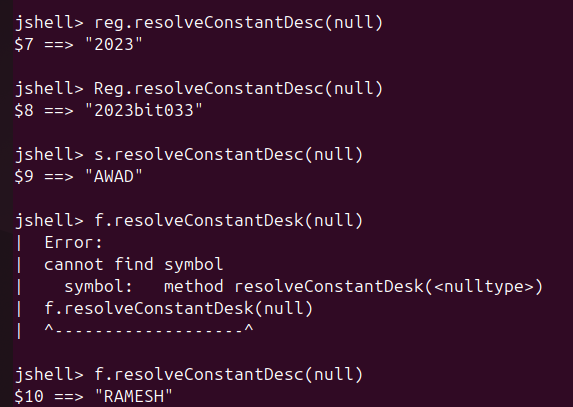 jshell> reg.resolveConstantDesc(null)
$7 ==> "2023"
jshell> Reg.resolveConstantDesc(null)
$8 ==> "2023bit033"
jshell> s.resolveConstantDesc(null)
$9 ==> "AWAD"
jshell> f.resolveConstantDesk(null)
|  Error:
|  cannot find symbol
|    symbol:   method resolveConstantDesk(<nulltype>)
|  f.resolveConstantDesk(null)
|  ^-------------------^
jshell> f.resolveConstantDesc(null)
$10 ==> "RAMESH"